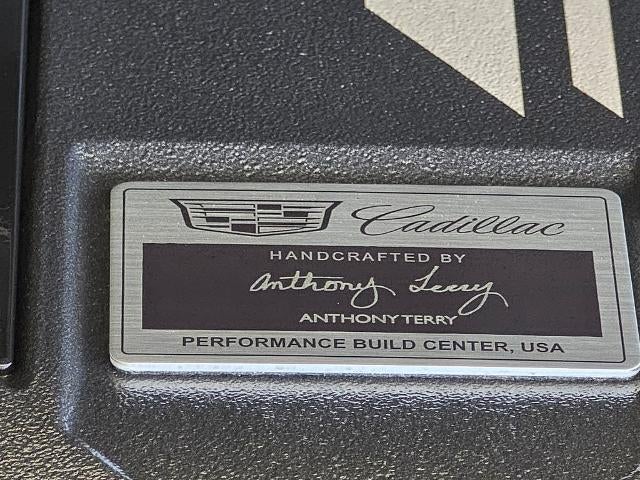 Cadillac
HANDCRAFTED BY
Anthony Terry
ANTHONY TERRY
PERFORMANCE BUILD CENTER, USA